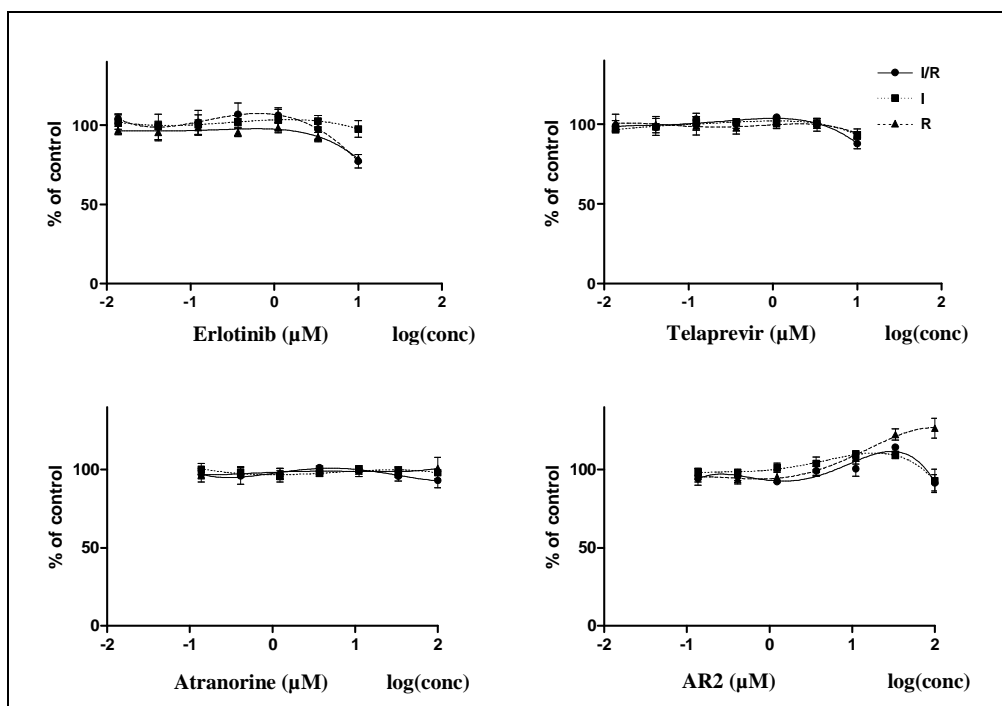 % of control
100
50
0
-2 -1 0 1 2
Erlotinib (µM) log(conc)
% of control
100
50
0
-2 -1 0 1 2
Telaprevir (µM) log(conc)
I/R
I
R
% of control
100
50
0
-2 -1 0 1 2
Atranorine (µM) log(conc)
% of control
100
50
0
-2 -1 0 1 2
AR2 (µM) log(conc)